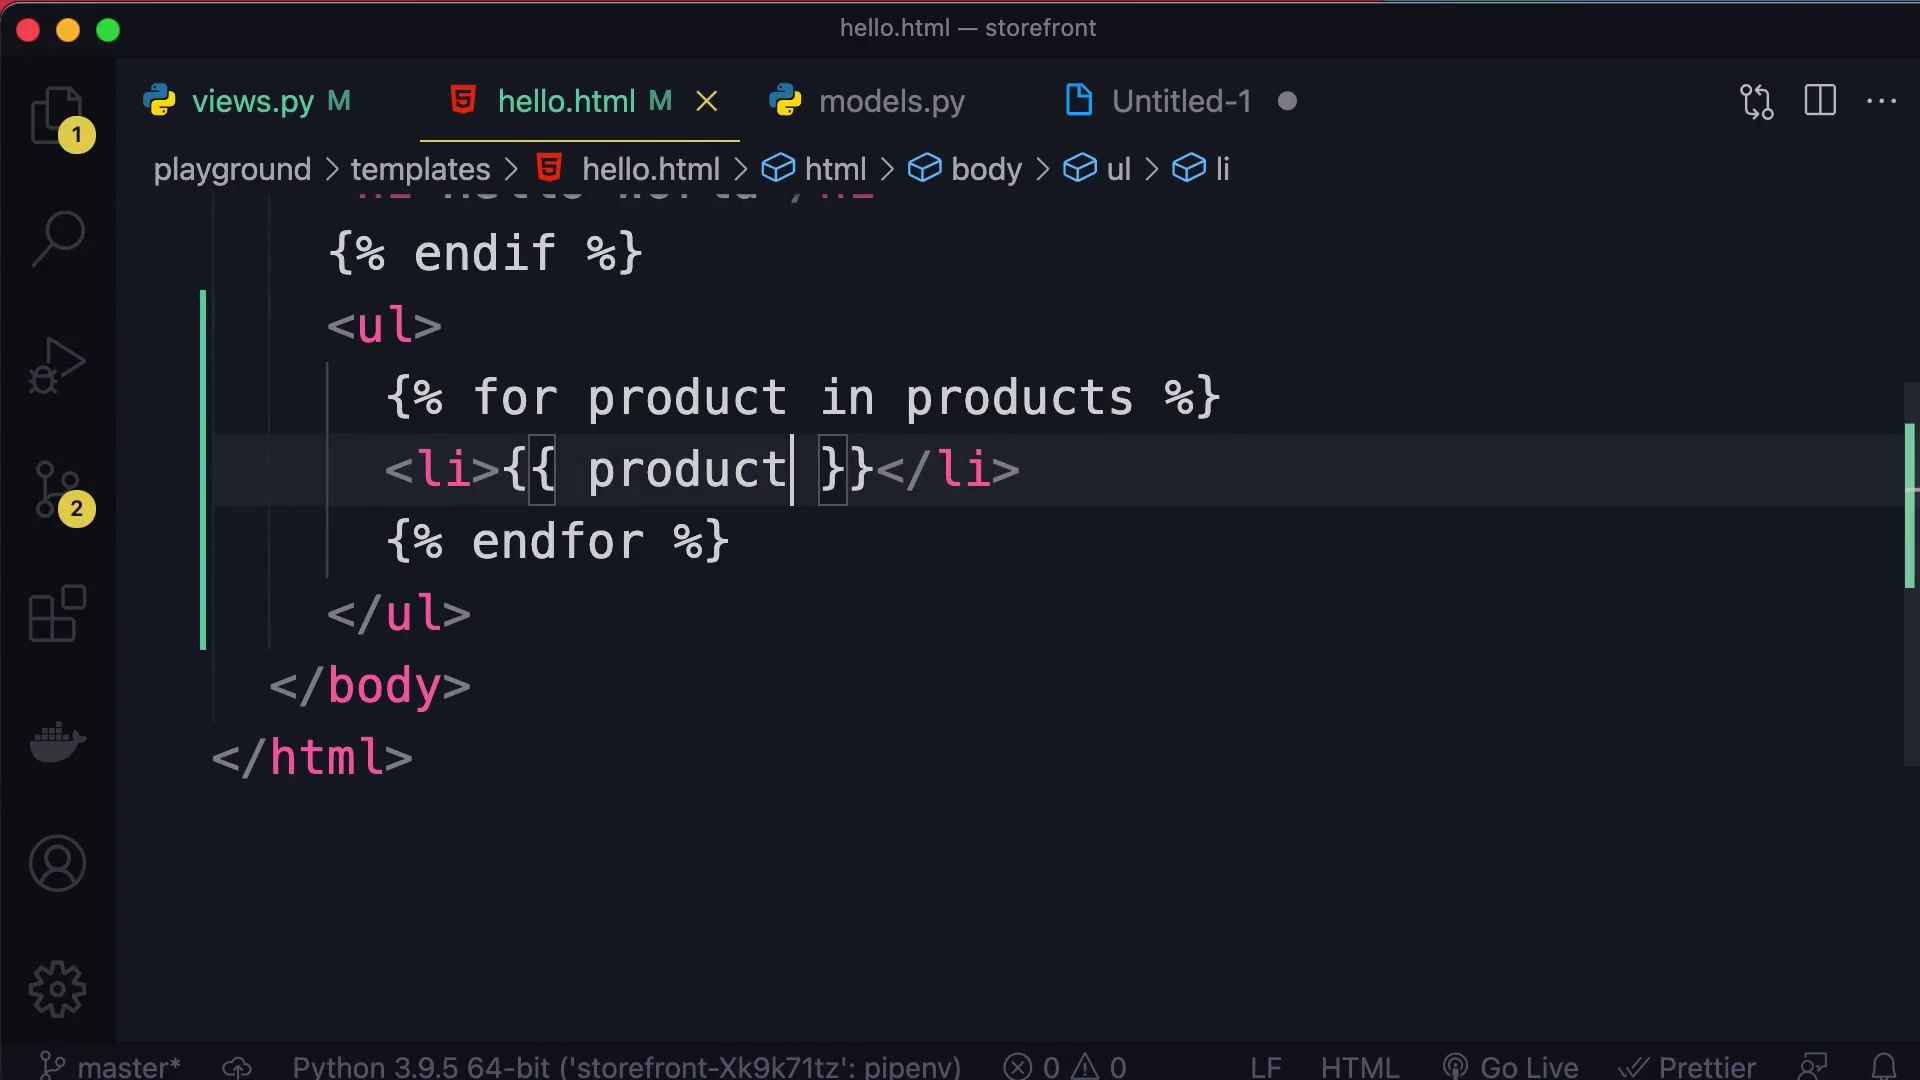 hello.html — storefront
views.py M hello.html M models.py Untitled-1
playground > templates > hello.html > html > body > ul > li
{% endif %}
<ul>
{% for product in products %}
<li>{{ product }}</li>
{% endfor %}
</ul>
</body>
</html>
1
2
master* Python 3.9.5 64-bit ('storefront-Xk9k71tz': pipenv) 0 0 LF HTML Go Live Prettier